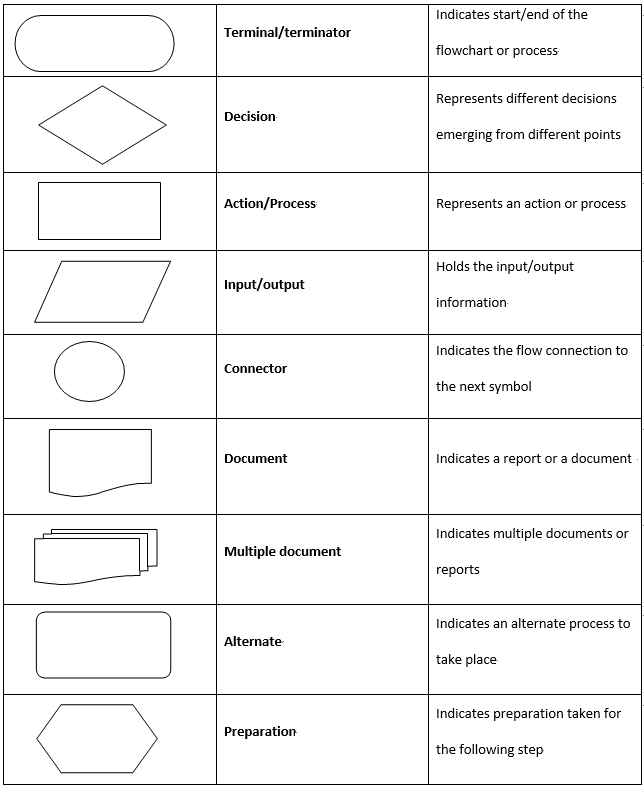 Terminal/terminator
Indicates start/end of the
flowchart or process
Decision
Represents different decisions
emerging from different points
Action/Process
Represents an action or process
Input/output
Holds the input/output
information
Connector
Indicates the flow connection to
the next symbol
Document
Indicates a report or a document
Multiple document
Indicates multiple documents or
reports
Alternate
Indicates an alternate process to
take place
Preparation
Indicates preparation taken for
the following step